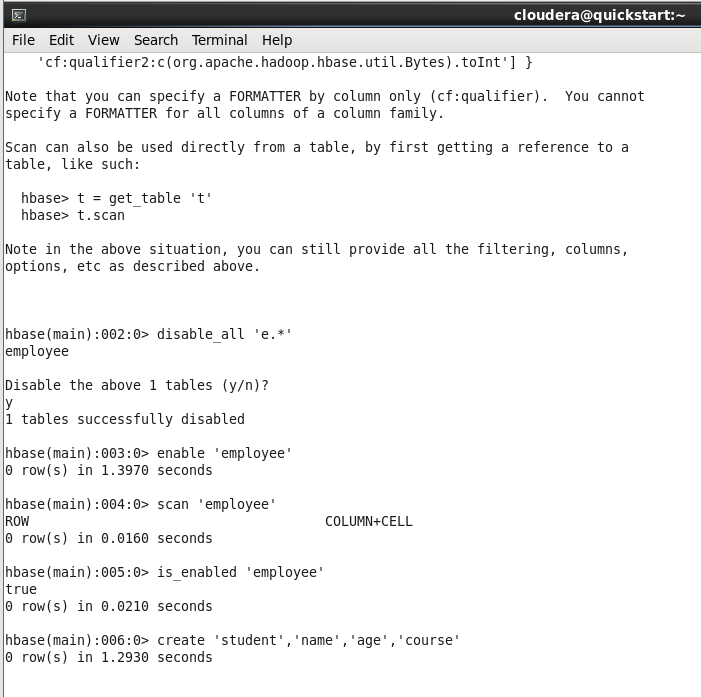 cloudera@quickstart:~
File Edit View Search Terminal Help
'cf:qualifier2:c(org.apache.hadoop.hbase.util.Bytes).toInt'] }
Note that you can specify a FORMATTER by column only (cf:qualifier). You cannot
specify a FORMATTER for all columns of a column family.
Scan can also be used directly from a table, by first getting a reference to a
table, like such:
hbase> t = get_table 't'
hbase> t.scan
Note in the above situation, you can still provide all the filtering, columns,
options, etc as described above.
hbase(main):002:0> disable_all 'e.*'
employee
Disable the above 1 tables (y/n)?
y
1 tables successfully disabled
hbase(main):003:0> enable 'employee'
0 row(s) in 1.3970 seconds
hbase(main):004:0> scan 'employee'
ROW COLUMN+CELL
0 row(s) in 0.0160 seconds
hbase(main):005:0> is_enabled 'employee'
true
0 row(s) in 0.0210 seconds
hbase(main):006:0> create 'student','name','age','course'
0 row(s) in 1.2930 seconds